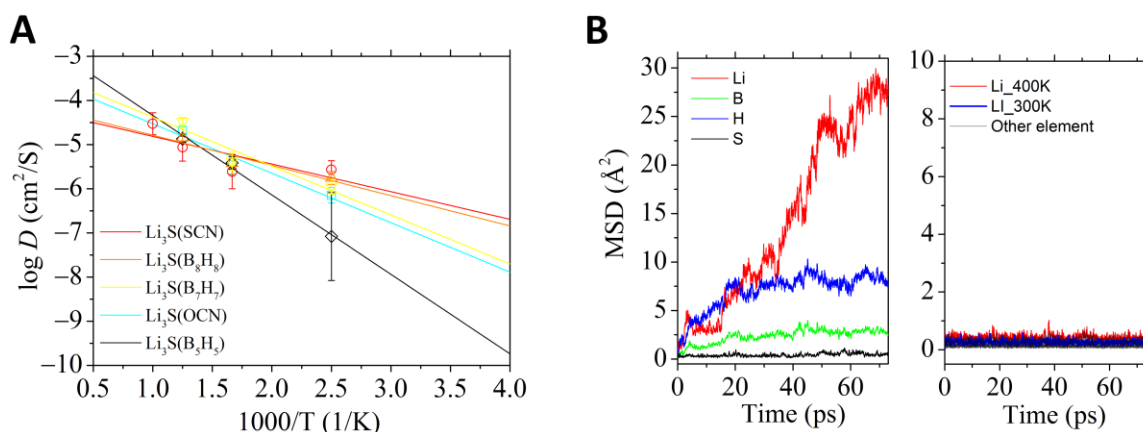 A
−3
−4
−5
−6
−7
−8
−9
−10
log D (cm²/S)
Li₃S(SCN)
Li₃S(B₈H₈)
Li₃S(B₇H₇)
Li₃S(OCN)
Li₃S(B₅H₅)
0.5 1.0 1.5 2.0 2.5 3.0 3.5 4.0
1000/T (1/K)
B
30
25
20
15
10
5
0
MSD (Å²)
Li
B
H
S
0 20 40 60
Time (ps)
10
8
6
4
2
0
Li_400K
LI_300K
Other element
0 20 40 60
Time (ps)